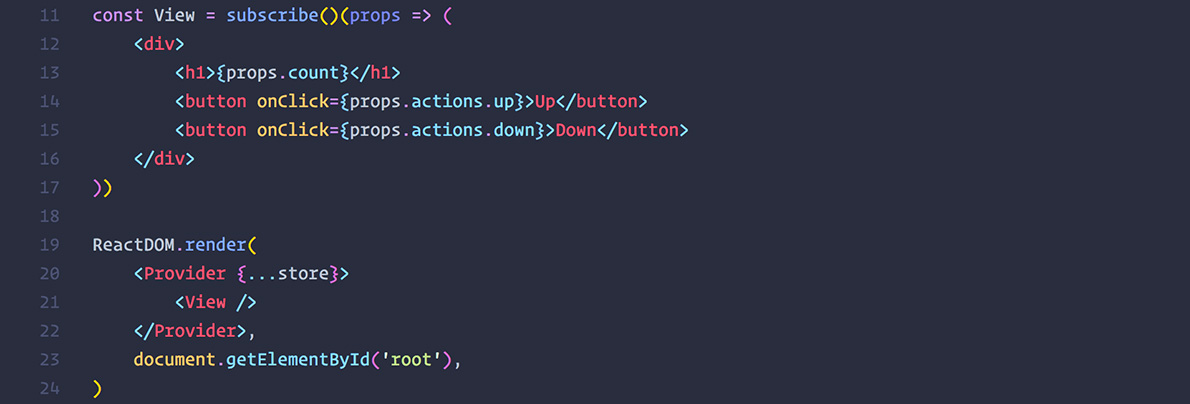 11 const View = subscribe()(props => (
12     <div>
13         <h1>{props.count}</h1>
14         <button onClick={props.actions.up}>Up</button>
15         <button onClick={props.actions.down}>Down</button>
16     </div>
17 ))
18
19 ReactDOM.render(
20     <Provider {...store}>
21         <View />
22     </Provider>,
23     document.getElementById('root'),
24 )